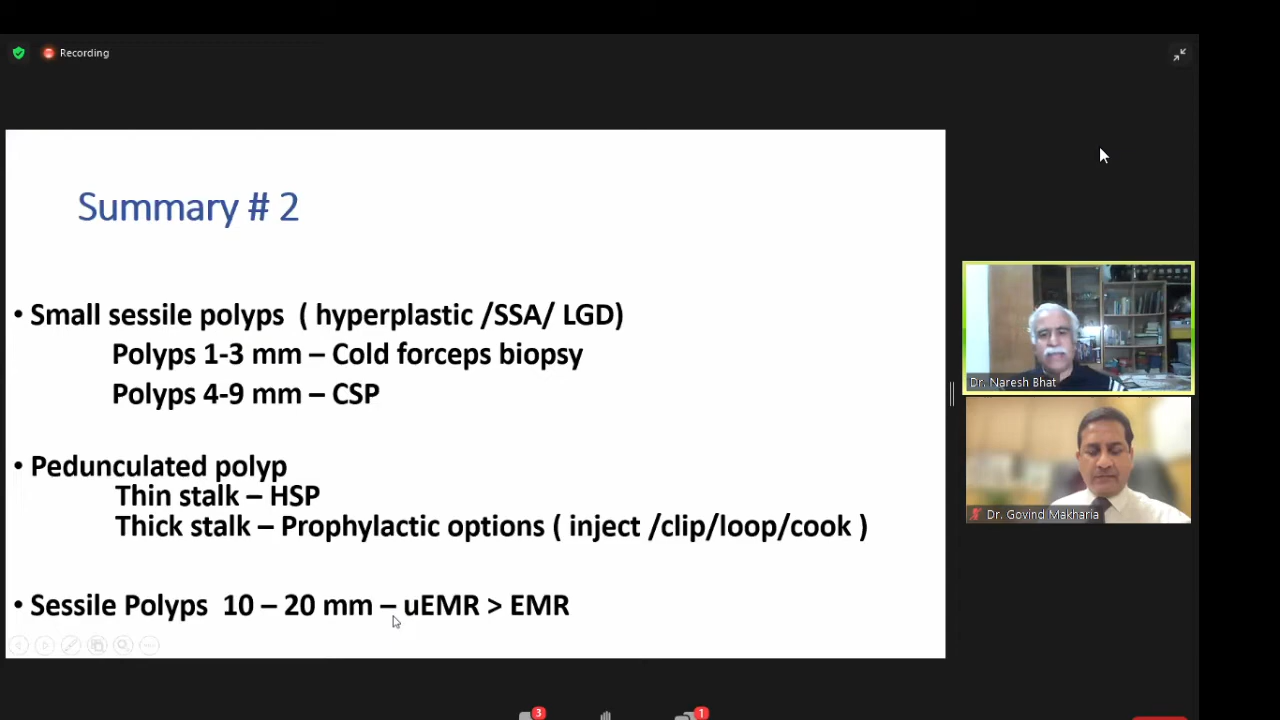 Recording
Summary # 2
• Small sessile polyps ( hyperplastic /SSA/ LGD)
Polyps 1-3 mm – Cold forceps biopsy
Polyps 4-9 mm – CSP
• Pedunculated polyp
Thin stalk – HSP
Thick stalk – Prophylactic options ( inject /clip/loop/cook )
• Sessile Polyps 10 – 20 mm – uEMR > EMR
Dr. Naresh Bhat
Dr. Govind Makharia
3
1